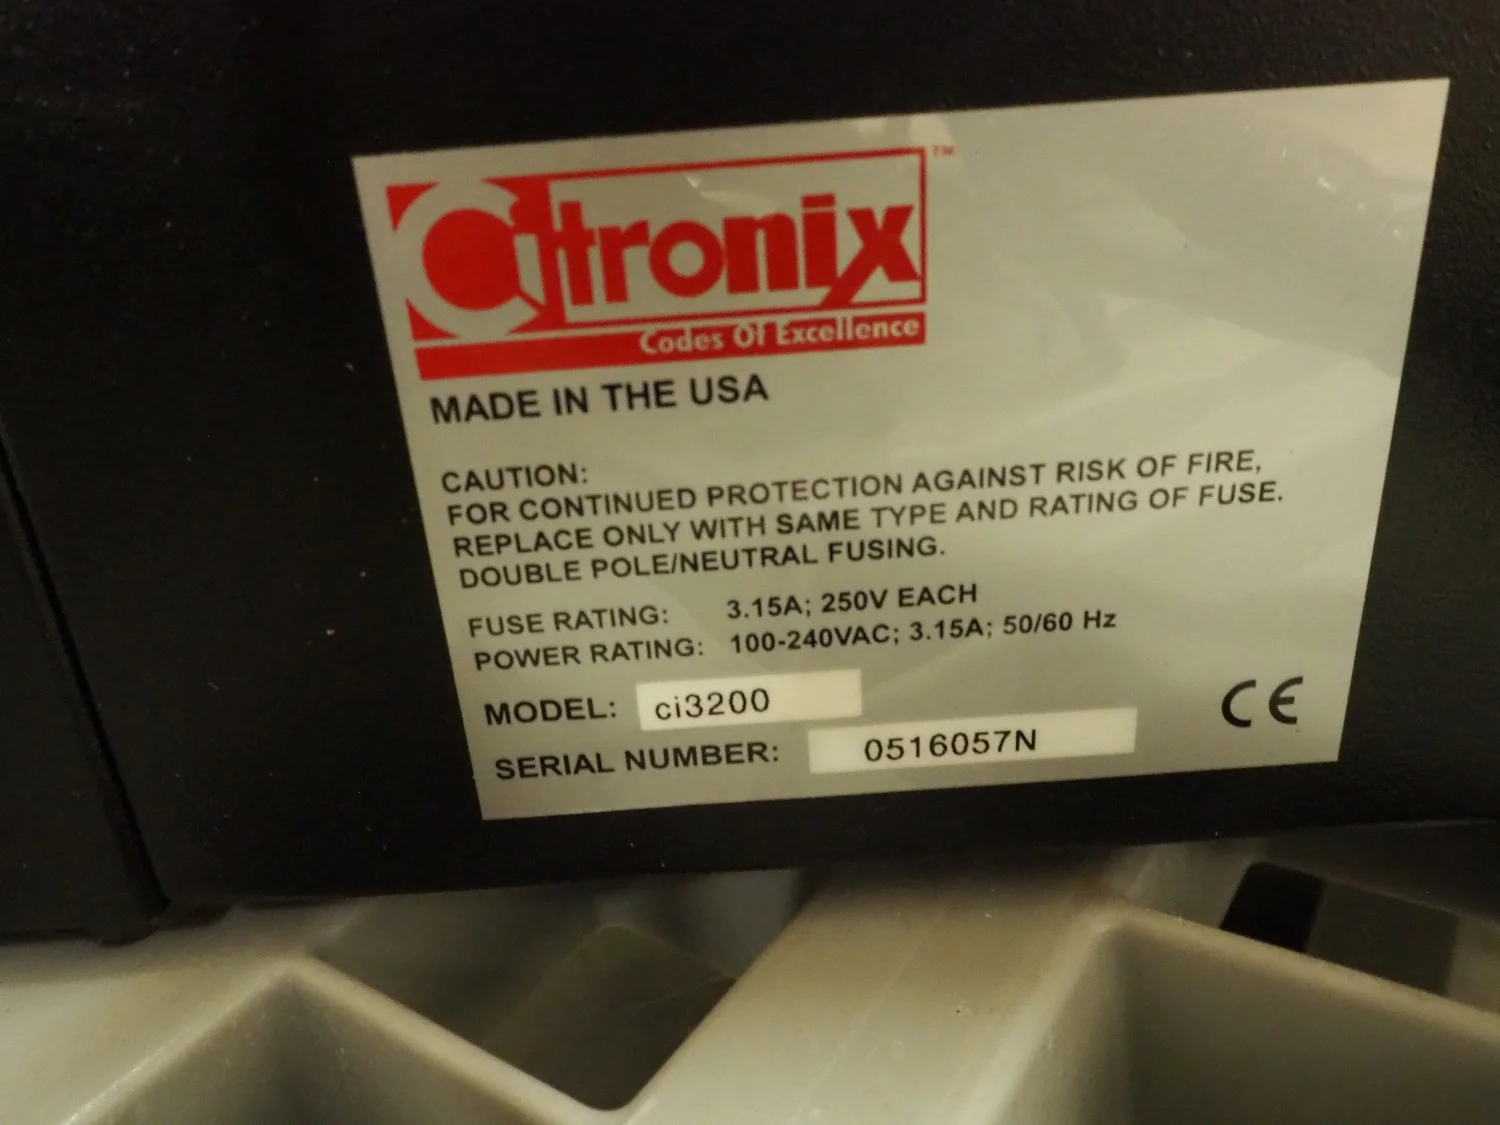 Citronix™
Codes Of Excellence
MADE IN THE USA
CAUTION:
FOR CONTINUED PROTECTION AGAINST RISK OF FIRE,
REPLACE ONLY WITH SAME TYPE AND RATING OF FUSE.
DOUBLE POLE/NEUTRAL FUSING.
FUSE RATING: 3.15A; 250V EACH
POWER RATING: 100-240VAC; 3.15A; 50/60 Hz
MODEL: ci3200
SERIAL NUMBER: 0516057N
CE